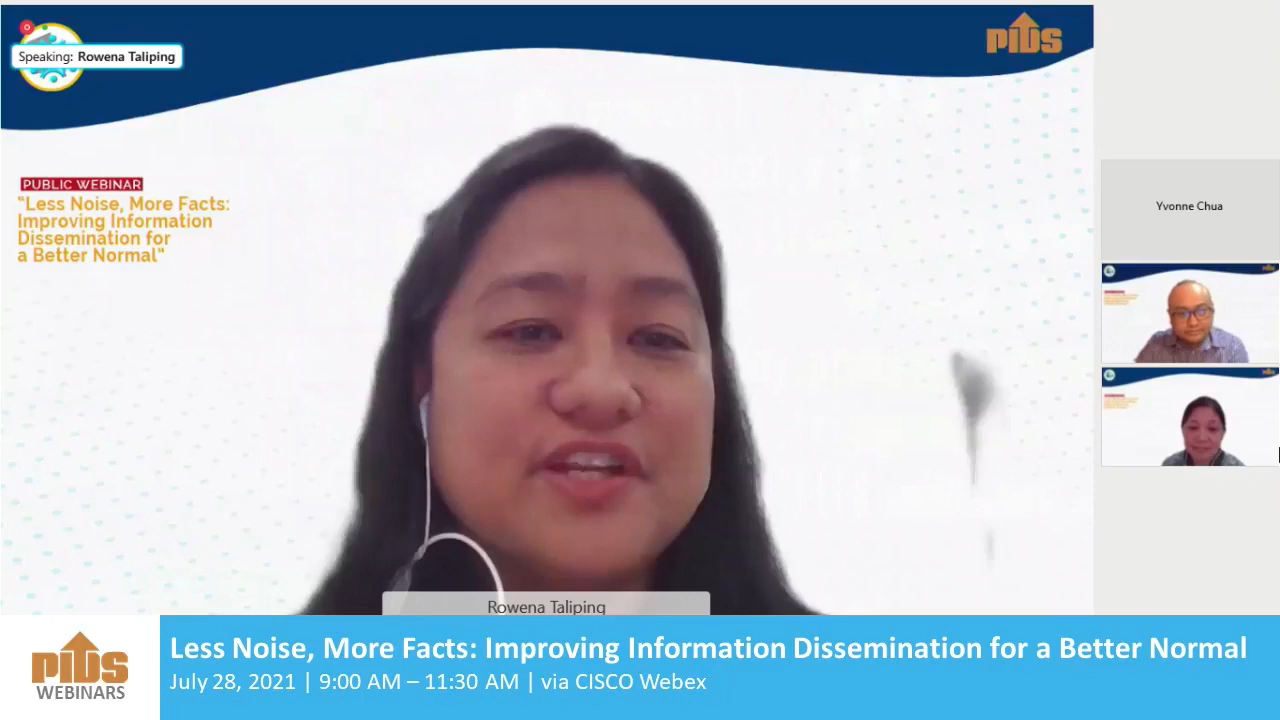 Speaking: Rowena Taliping
PIDS
PUBLIC WEBINAR
"Less Noise, More Facts:
Improving Information
Dissemination for
a Better Normal"
Yvonne Chua
Rowena Taliping
PIDS
WEBINARS
Less Noise, More Facts: Improving Information Dissemination for a Better Normal
July 28, 2021 | 9:00 AM – 11:30 AM | via CISCO Webex